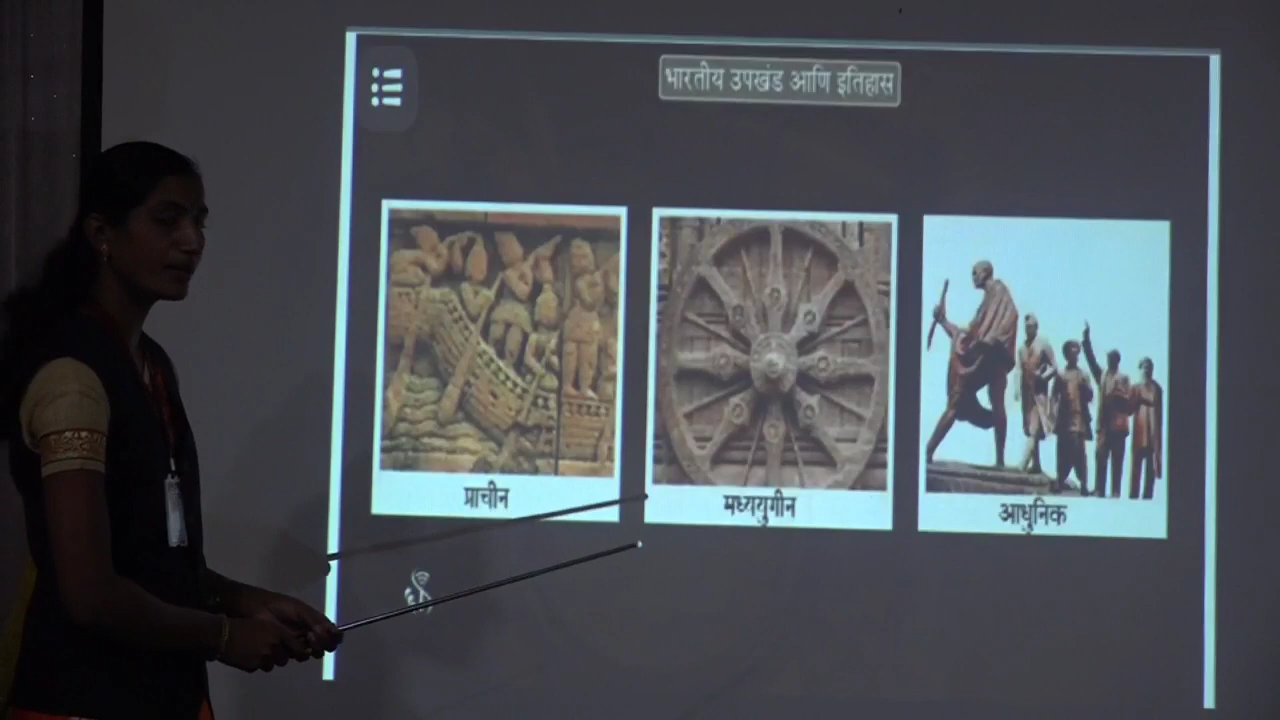 भारतीय उपखंड आणि इतिहास
प्राचीन
मध्ययुगीन
आधुनिक